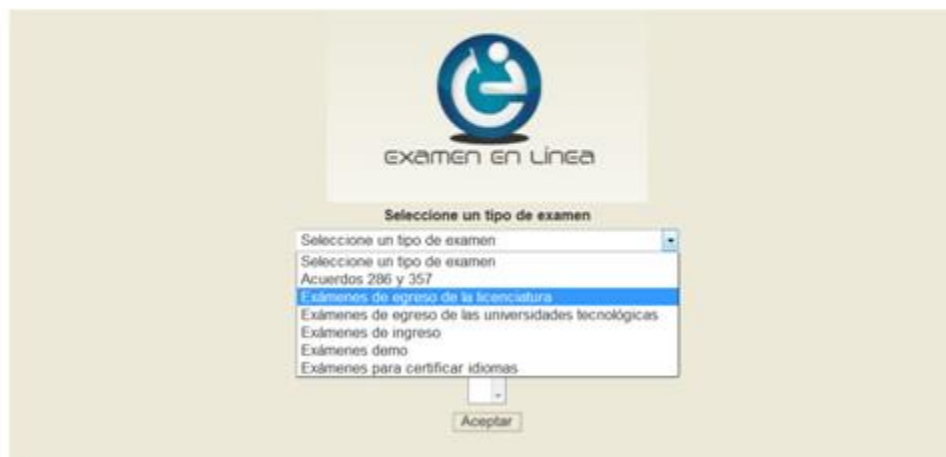 examen en Línea
Seleccione un tipo de examen
Seleccione un tipo de examen
Seleccione un tipo de examen
Acuerdos 286 y 357
Exámenes de egreso de la licenciatura
Exámenes de egreso de las universidades tecnológicas
Exámenes de ingreso
Exámenes demo
Exámenes para certificar idiomas
Aceptar